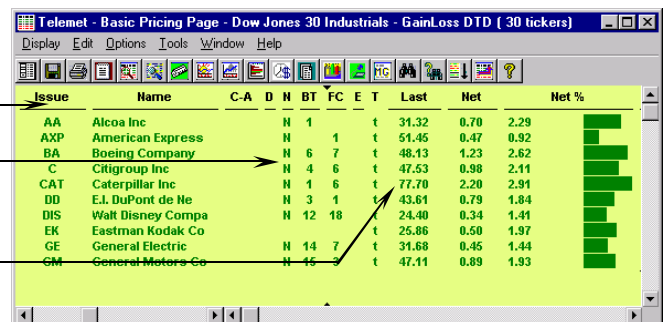 Telemet - Basic Pricing Page - Dow Jones 30 Industrials - GainLoss DTD ( 30 tickers)
Display Edit Options Tools Window Help
Issue Name C-A D N BT FC E T Last Net Net %
AA Alcoa Inc N 1 t 31.32 0.70 2.29
AXP American Express N 1 t 51.45 0.47 0.92
BA Boeing Company N 6 7 t 48.13 1.23 2.62
C Citigroup Inc N 4 6 t 47.53 0.98 2.11
CAT Caterpillar Inc N 1 6 t 77.70 2.20 2.91
DD E.I. DuPont de Ne N 3 1 t 43.61 0.79 1.84
DIS Walt Disney Compa N 12 18 t 24.40 0.34 1.41
EK Eastman Kodak Co t 25.86 0.50 1.97
GE General Electric N 14 7 t 31.68 0.45 1.44
GM General Motors Co N 15 3 t 47.11 0.89 1.93